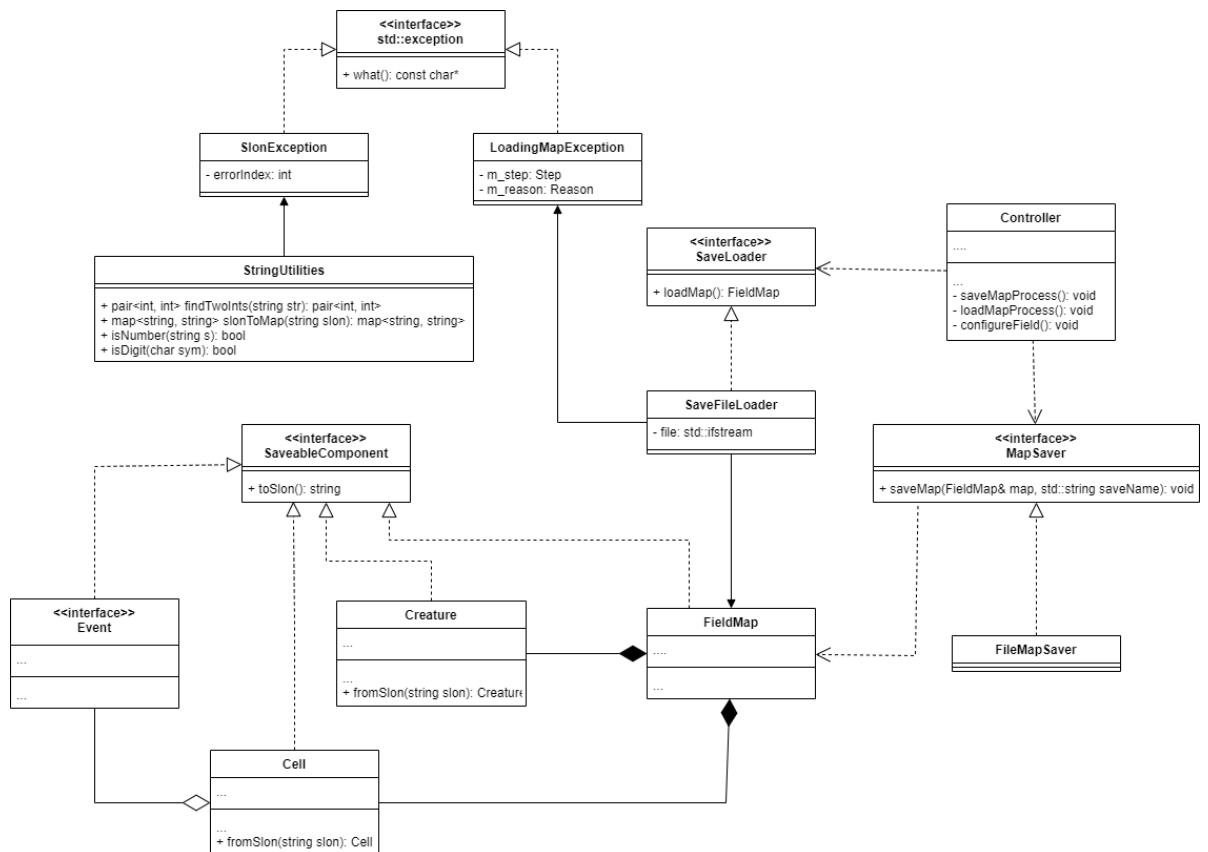 <<interface>>
std::exception
+ what(): const char*
SlonException
- errorIndex: int
LoadingMapException
- m_step: Step
- m_reason: Reason
StringUtilities
+ pair<int, int> findTwoInts(string str): pair<int, int>
+ map<string, string> slonToMap(string slon): map<string, string>
+ isNumber(string s): bool
+ isDigit(char sym): bool
<<interface>>
SaveLoader
+ loadMap(): FieldMap
Controller
....
...
- saveMapProcess(): void
- loadMapProcess(): void
- configureField(): void
SaveFileLoader
- file: std::ifstream
<<interface>>
SaveableComponent
+ toSlon(): string
<<interface>>
MapSaver
+ saveMap(FieldMap& map, std::string saveName): void
<<interface>>
Event
...
...
Creature
...
...
+ fromSlon(string slon): Creature
FieldMap
....
...
FileMapSaver
Cell
...
...
+ fromSlon(string slon): Cell